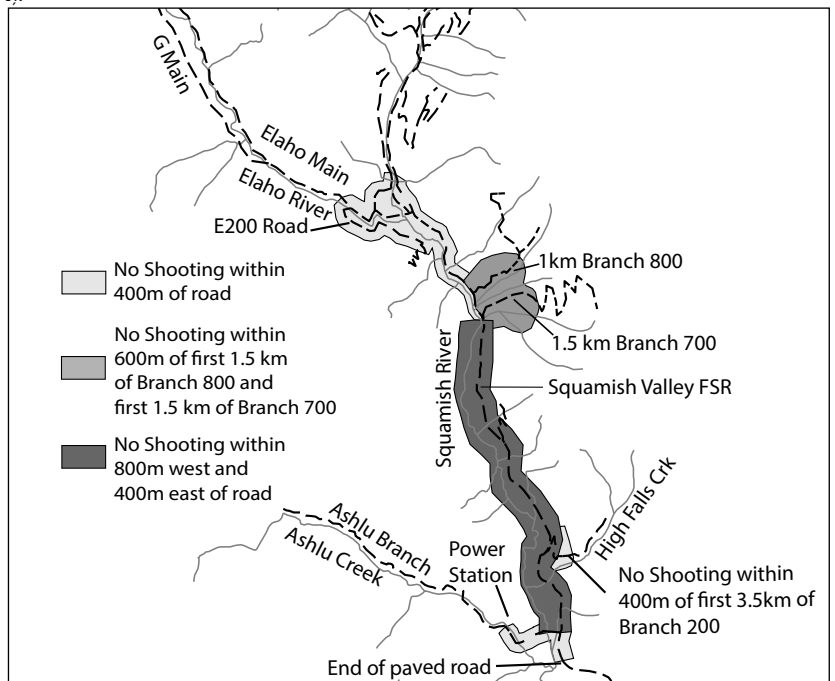 G Main
Elaho Main
Elaho River
E200 Road
No Shooting within
400m of road
1km Branch 800
No Shooting within
600m of first 1.5 km
of Branch 800 and
first 1.5 km of Branch 700
1.5 km Branch 700
Squamish River
Squamish Valley FSR
No Shooting within
800m west and
400m east of road
Ashlu Branch
Ashlu Creek
Power
Station
High Falls Crk
No Shooting within
400m of first 3.5km of
Branch 200
End of paved road